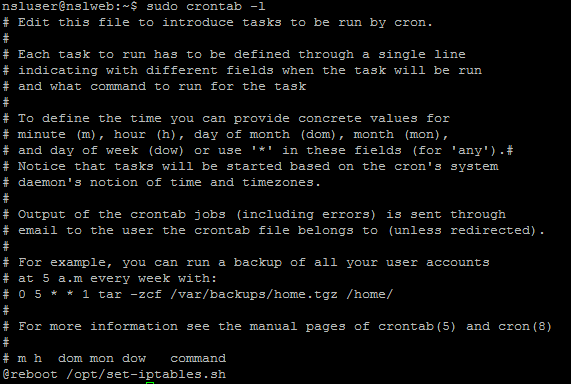 nsluser@nslweb:~$ sudo crontab -l
# Edit this file to introduce tasks to be run by cron.
#
# Each task to run has to be defined through a single line
# indicating with different fields when the task will be run
# and what command to run for the task
#
# To define the time you can provide concrete values for
# minute (m), hour (h), day of month (dom), month (mon),
# and day of week (dow) or use '*' in these fields (for 'any').#
# Notice that tasks will be started based on the cron's system
# daemon's notion of time and timezones.
#
# Output of the crontab jobs (including errors) is sent through
# email to the user the crontab file belongs to (unless redirected).
#
# For example, you can run a backup of all your user accounts
# at 5 a.m every week with:
# 0 5 * * 1 tar -zcf /var/backups/home.tgz /home/
#
# For more information see the manual pages of crontab(5) and cron(8)
#
# m h  dom mon dow   command
@reboot /opt/set-iptables.sh